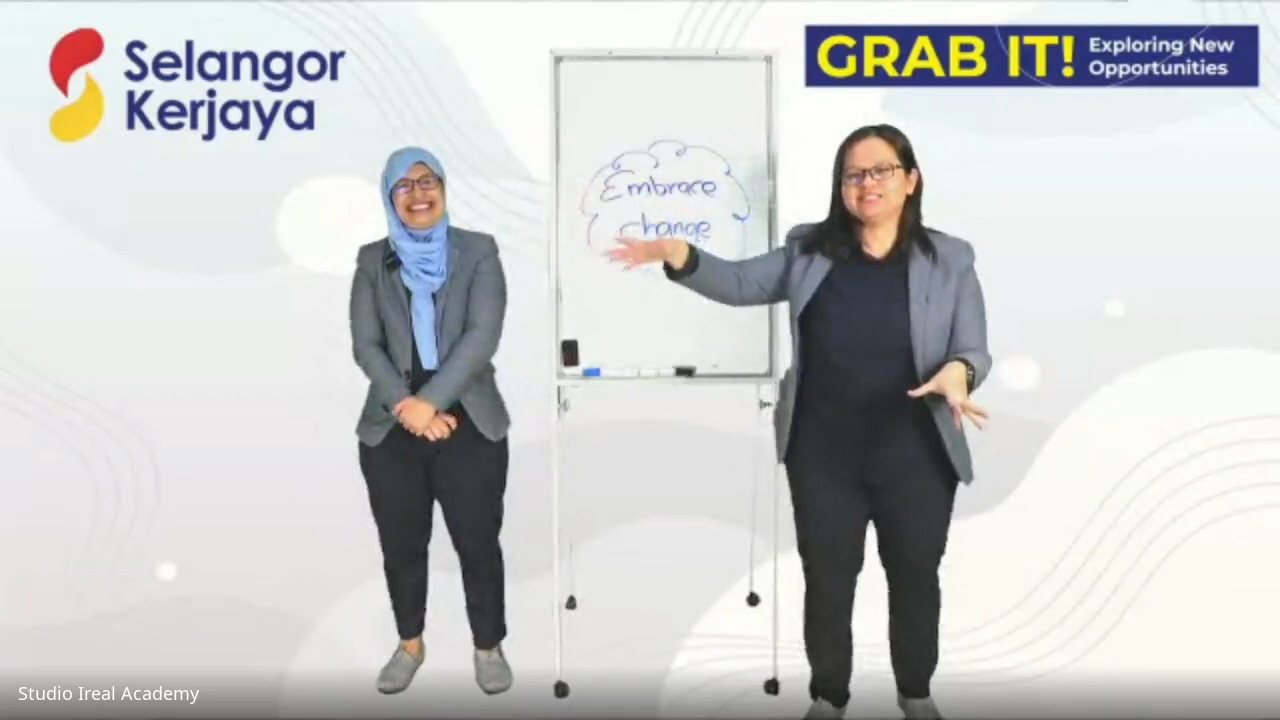 Selangor
Kerjaya
GRAB IT!
Exploring New
Opportunities
Embrace
change
Studio Ireal Academy